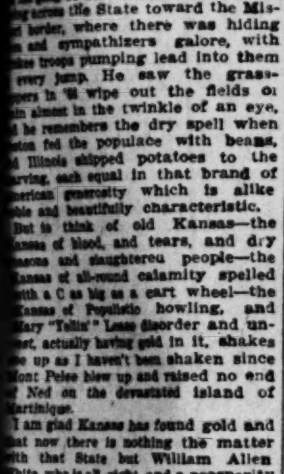 across the State toward the Mis-
border, where there was hiding
and sympathizers galore, with
troops pumping lead into them
every jump. He saw the grass-
in wipe out the fields of
almost in the twinkle of an eye,
he remembers the dry spell when
fed the populace with beans,
Illinois shipped potatoes to the
each equal in that brand of
generosity which is alike
and beautifully characteristic.
But to think of old Kansas—the
of blood, and tears, and dry
and slaughtered people—the
of all-round calamity spelled
with a C as big as a cart wheel—the
Kansas of Populistic howling, and
Mary "Yellin'" Lease disorder and un-
actually having gold in it, shakes
me up as I haven't been shaken since
Mont Pelee blew up and raised no end
of Ned on the devastated island of
Martinique.
I am glad Kansas has found gold and
that now there is nothing the matter
with that State but William Allen